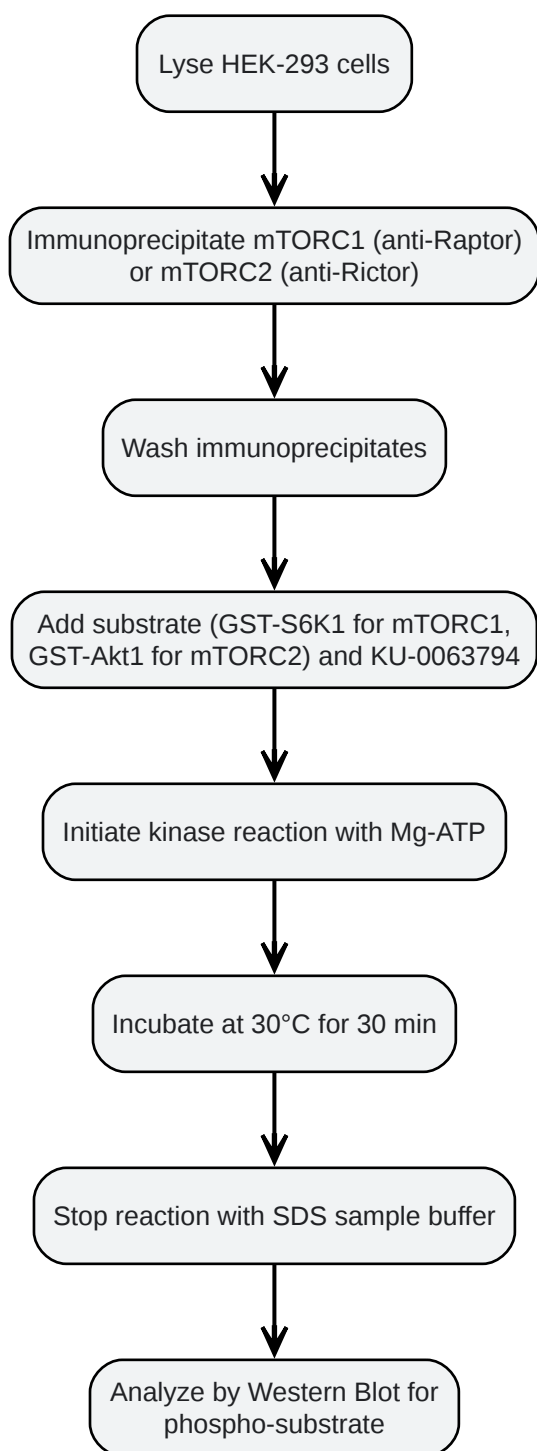 Lyse HEK-293 cells
Immunoprecipitate mTORC1 (anti-Raptor)
or mTORC2 (anti-Rictor)
Wash immunoprecipitates
Add substrate (GST-S6K1 for mTORC1,
GST-Akt1 for mTORC2) and KU-0063794
Initiate kinase reaction with Mg-ATP
Incubate at 30°C for 30 min
Stop reaction with SDS sample buffer
Analyze by Western Blot for
phospho-substrate